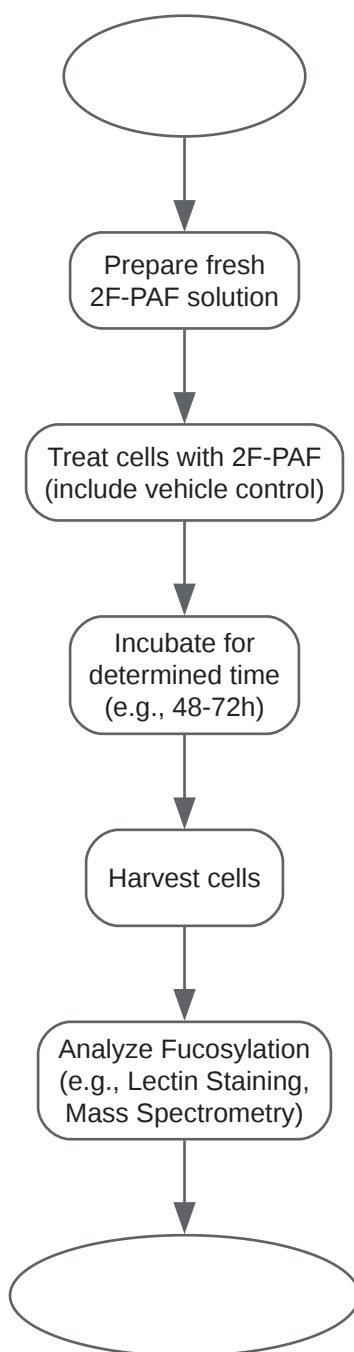 Prepare fresh
2F-PAF solution
Treat cells with 2F-PAF
(include vehicle control)
Incubate for
determined time
(e.g., 48-72h)
Harvest cells
Analyze Fucosylation
(e.g., Lectin Staining,
Mass Spectrometry)